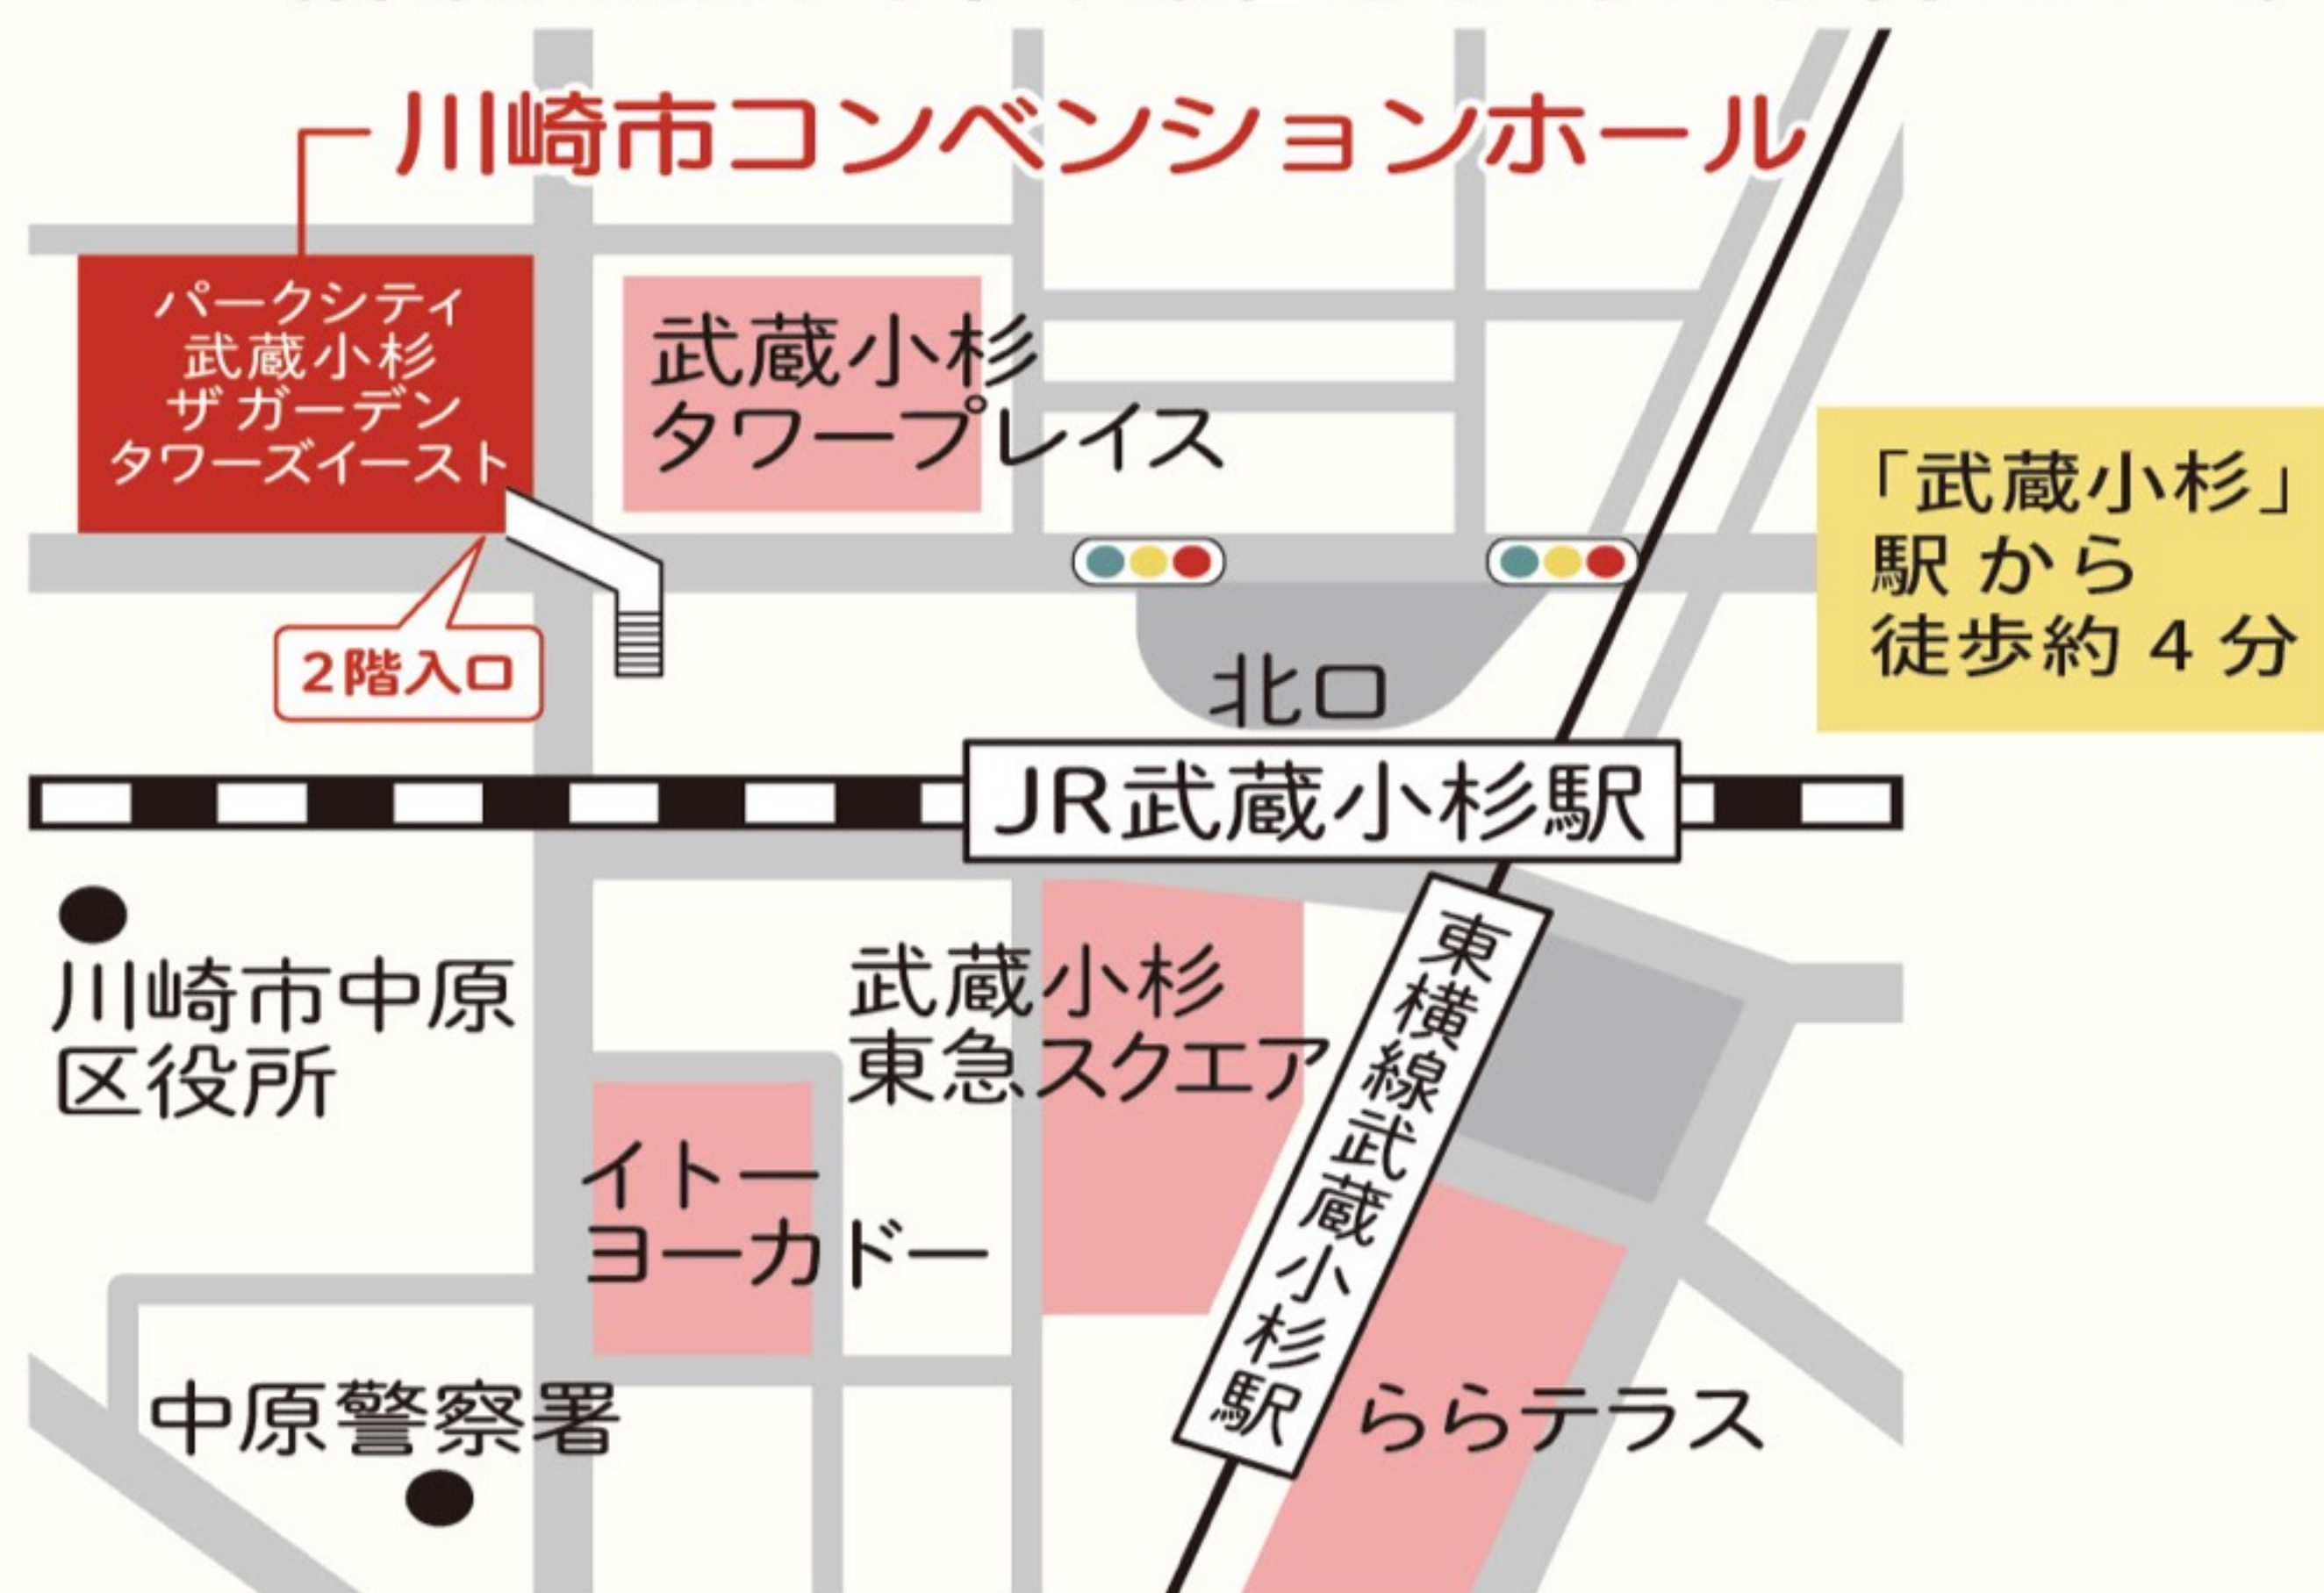 川崎市コンベンションホール
パークシティ
武蔵小杉
ザ ガーデン
タワーズイースト
武蔵小杉
タワープレイス
「武蔵小杉」
駅 から
徒歩約 4 分
2階入口
北口
JR武蔵小杉駅
川崎市中原
区役所
武蔵小杉
東急スクエア
東横線武蔵小杉駅
イトー
ヨーカドー
中原警察署
ららテラス